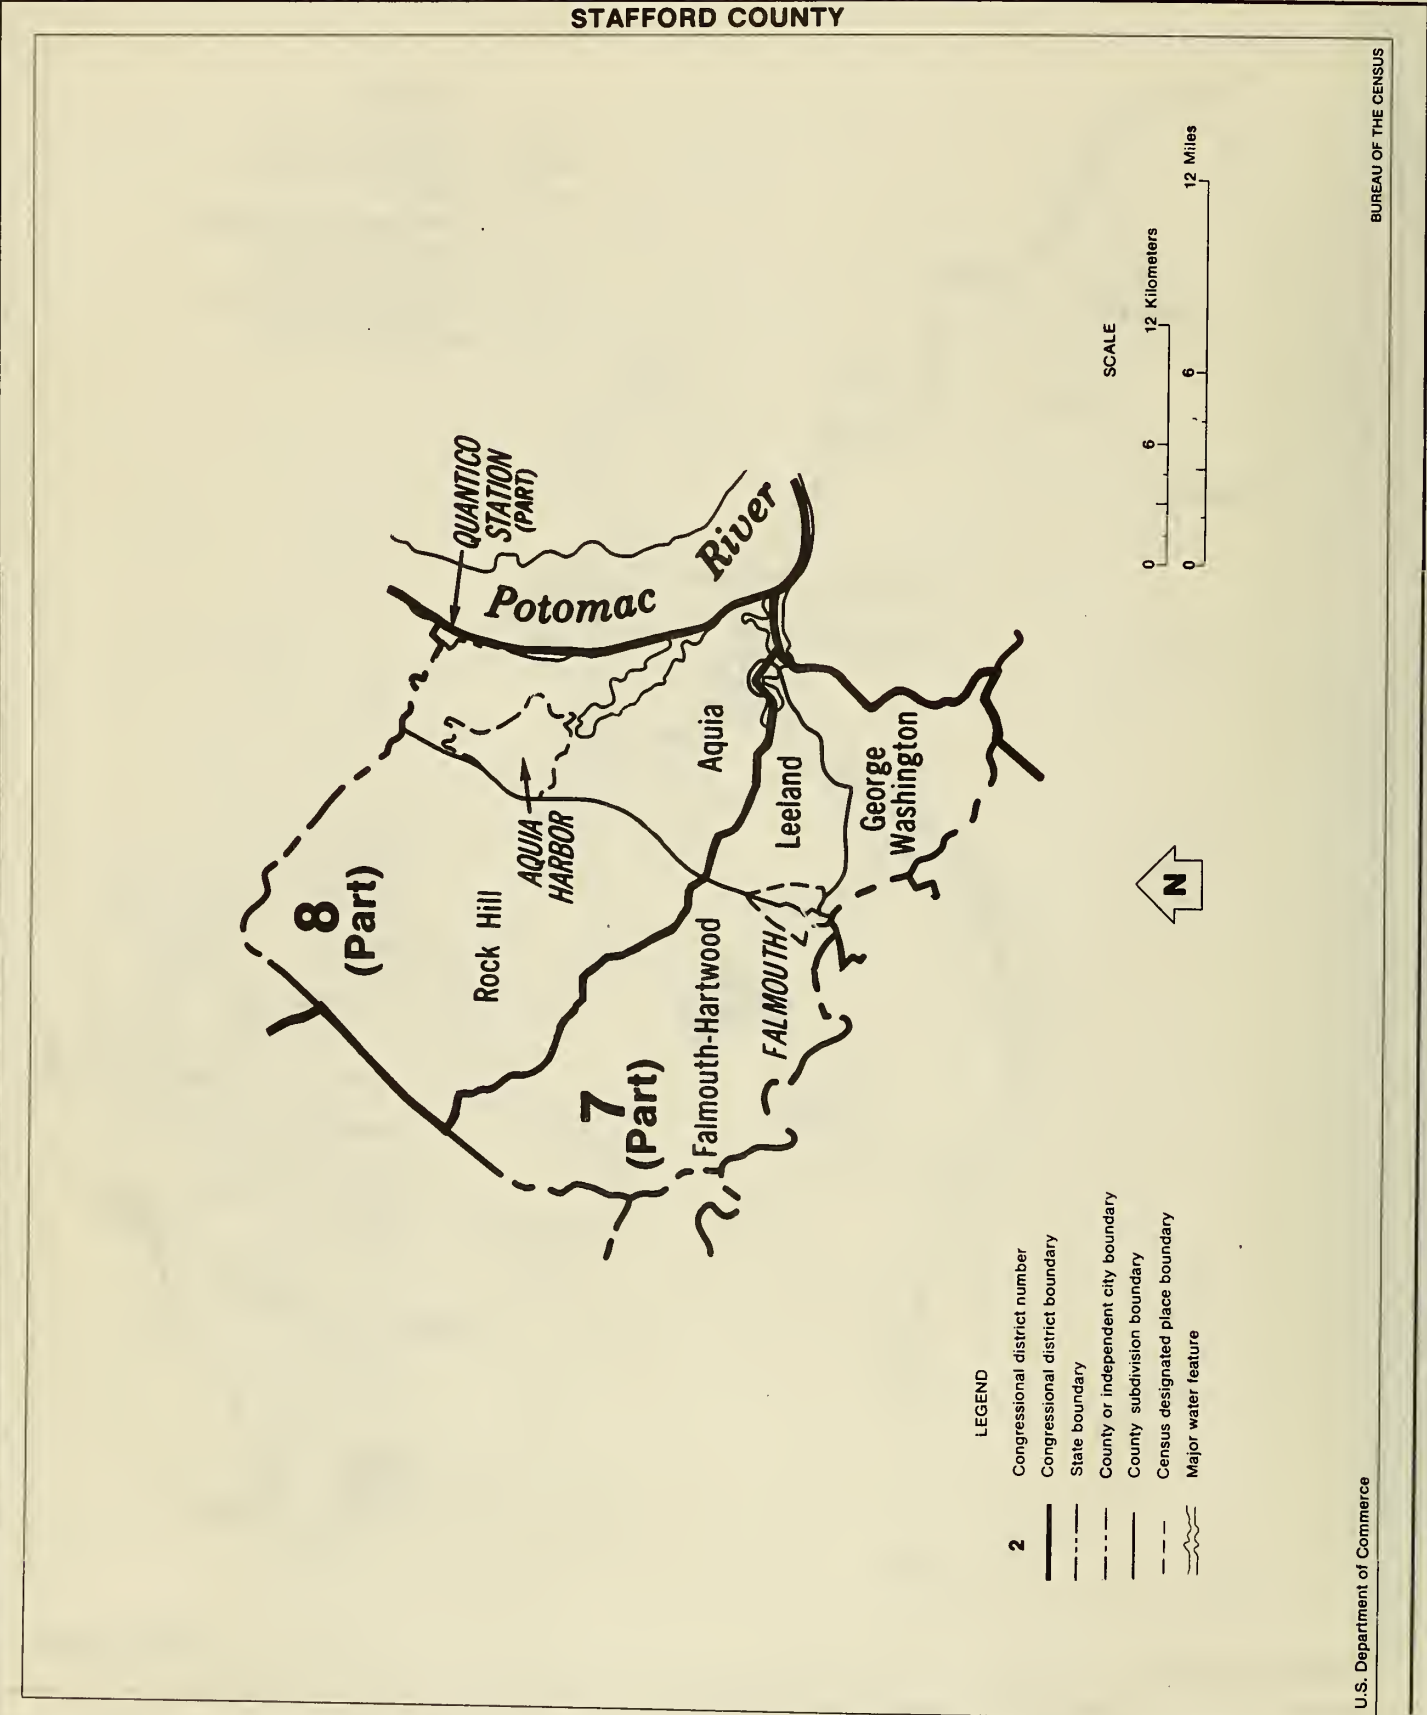 STAFFORD COUNTY
8
(Part)
QUANTICO
STATION
(PART)
Potomac
River
Rock Hill
AQUIA
HARBOR
Aquia
7
(Part)
Falmouth-Hartwood
FALMOUTH
Leeland
George
Washington
LEGEND
2 Congressional district number
Congressional district boundary
State boundary
County or independent city boundary
County subdivision boundary
Census designated place boundary
Major water feature
N
SCALE
0 6 12 Kilometers
0 6 12 Miles
U.S. Department of Commerce
BUREAU OF THE CENSUS